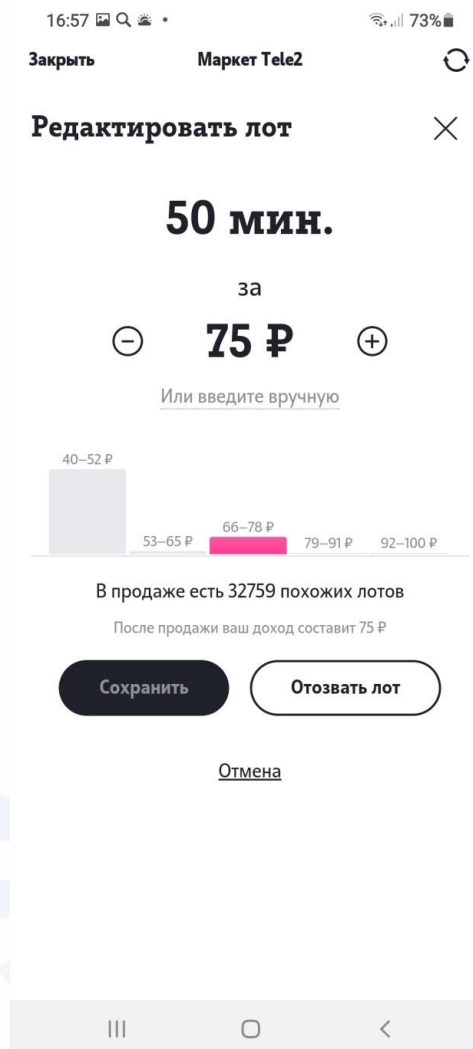 16:57 73%
Закрыть Маркет Tele2
Редактировать лот
50 мин.
за
75 ₽
Или введите вручную
40–52 ₽
53–65 ₽
66–78 ₽
79–91 ₽
92–100 ₽
В продаже есть 32759 похожих лотов
После продажи ваш доход составит 75 ₽
Сохранить Отозвать лот
Отмена